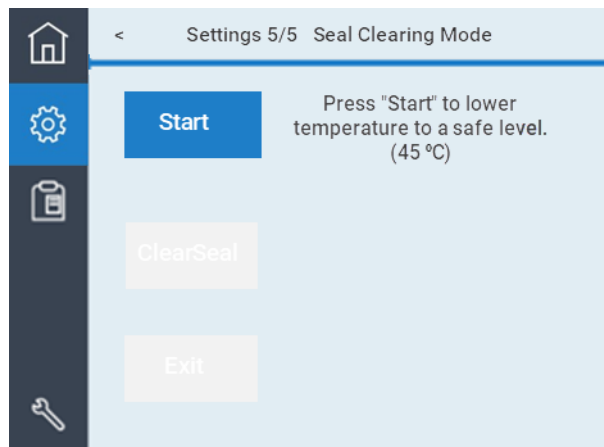 < Settings 5/5 Seal Clearing Mode
Start
Press "Start" to lower
temperature to a safe level.
(45 ºC)
ClearSeal
Exit